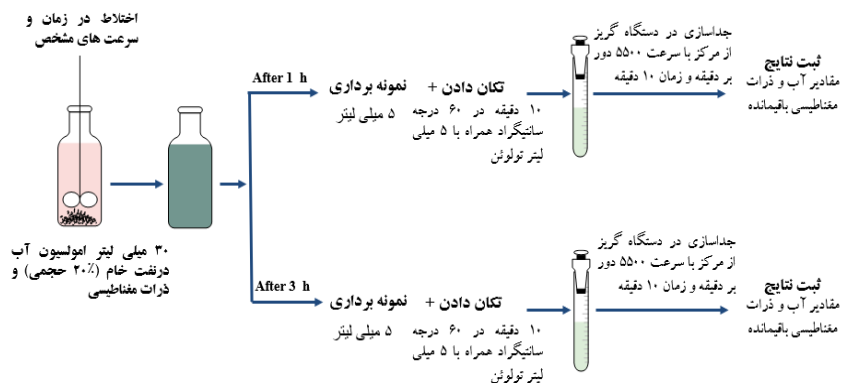 اختلاط در زمان و
سرعت های مشخص
۳۰ میلی لیتر امولسیون آب
درنفت خام (۲۰٪ حجمی) و
ذرات مغناطیسی
After 1 h
نمونه برداری
۵ میلی لیتر
تکان دادن +
۱۰ دقیقه در ۶۰ درجه
سانتیگراد همراه با ۵ میلی
لیتر تولوئن
جداسازی در دستگاه گریز
از مرکز با سرعت ۵۵۰۰ دور
بر دقیقه و زمان ۱۰ دقیقه
ثبت نتایج
مقادیر آب و ذرات
مغناطیسی باقیمانده
After 3 h
نمونه برداری
۵ میلی لیتر
تکان دادن +
۱۰ دقیقه در ۶۰ درجه
سانتیگراد همراه با ۵ میلی
لیتر تولوئن
جداسازی در دستگاه گریز
از مرکز با سرعت ۵۵۰۰ دور
بر دقیقه و زمان ۱۰ دقیقه
ثبت نتایج
مقادیر آب و ذرات
مغناطیسی باقیمانده